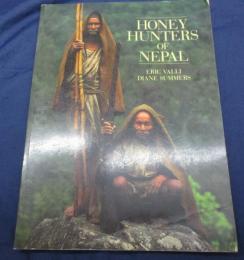 HONEY
HUNTERS
OF
NEPAL
ERIC VALLI
DIANE SUMMERS